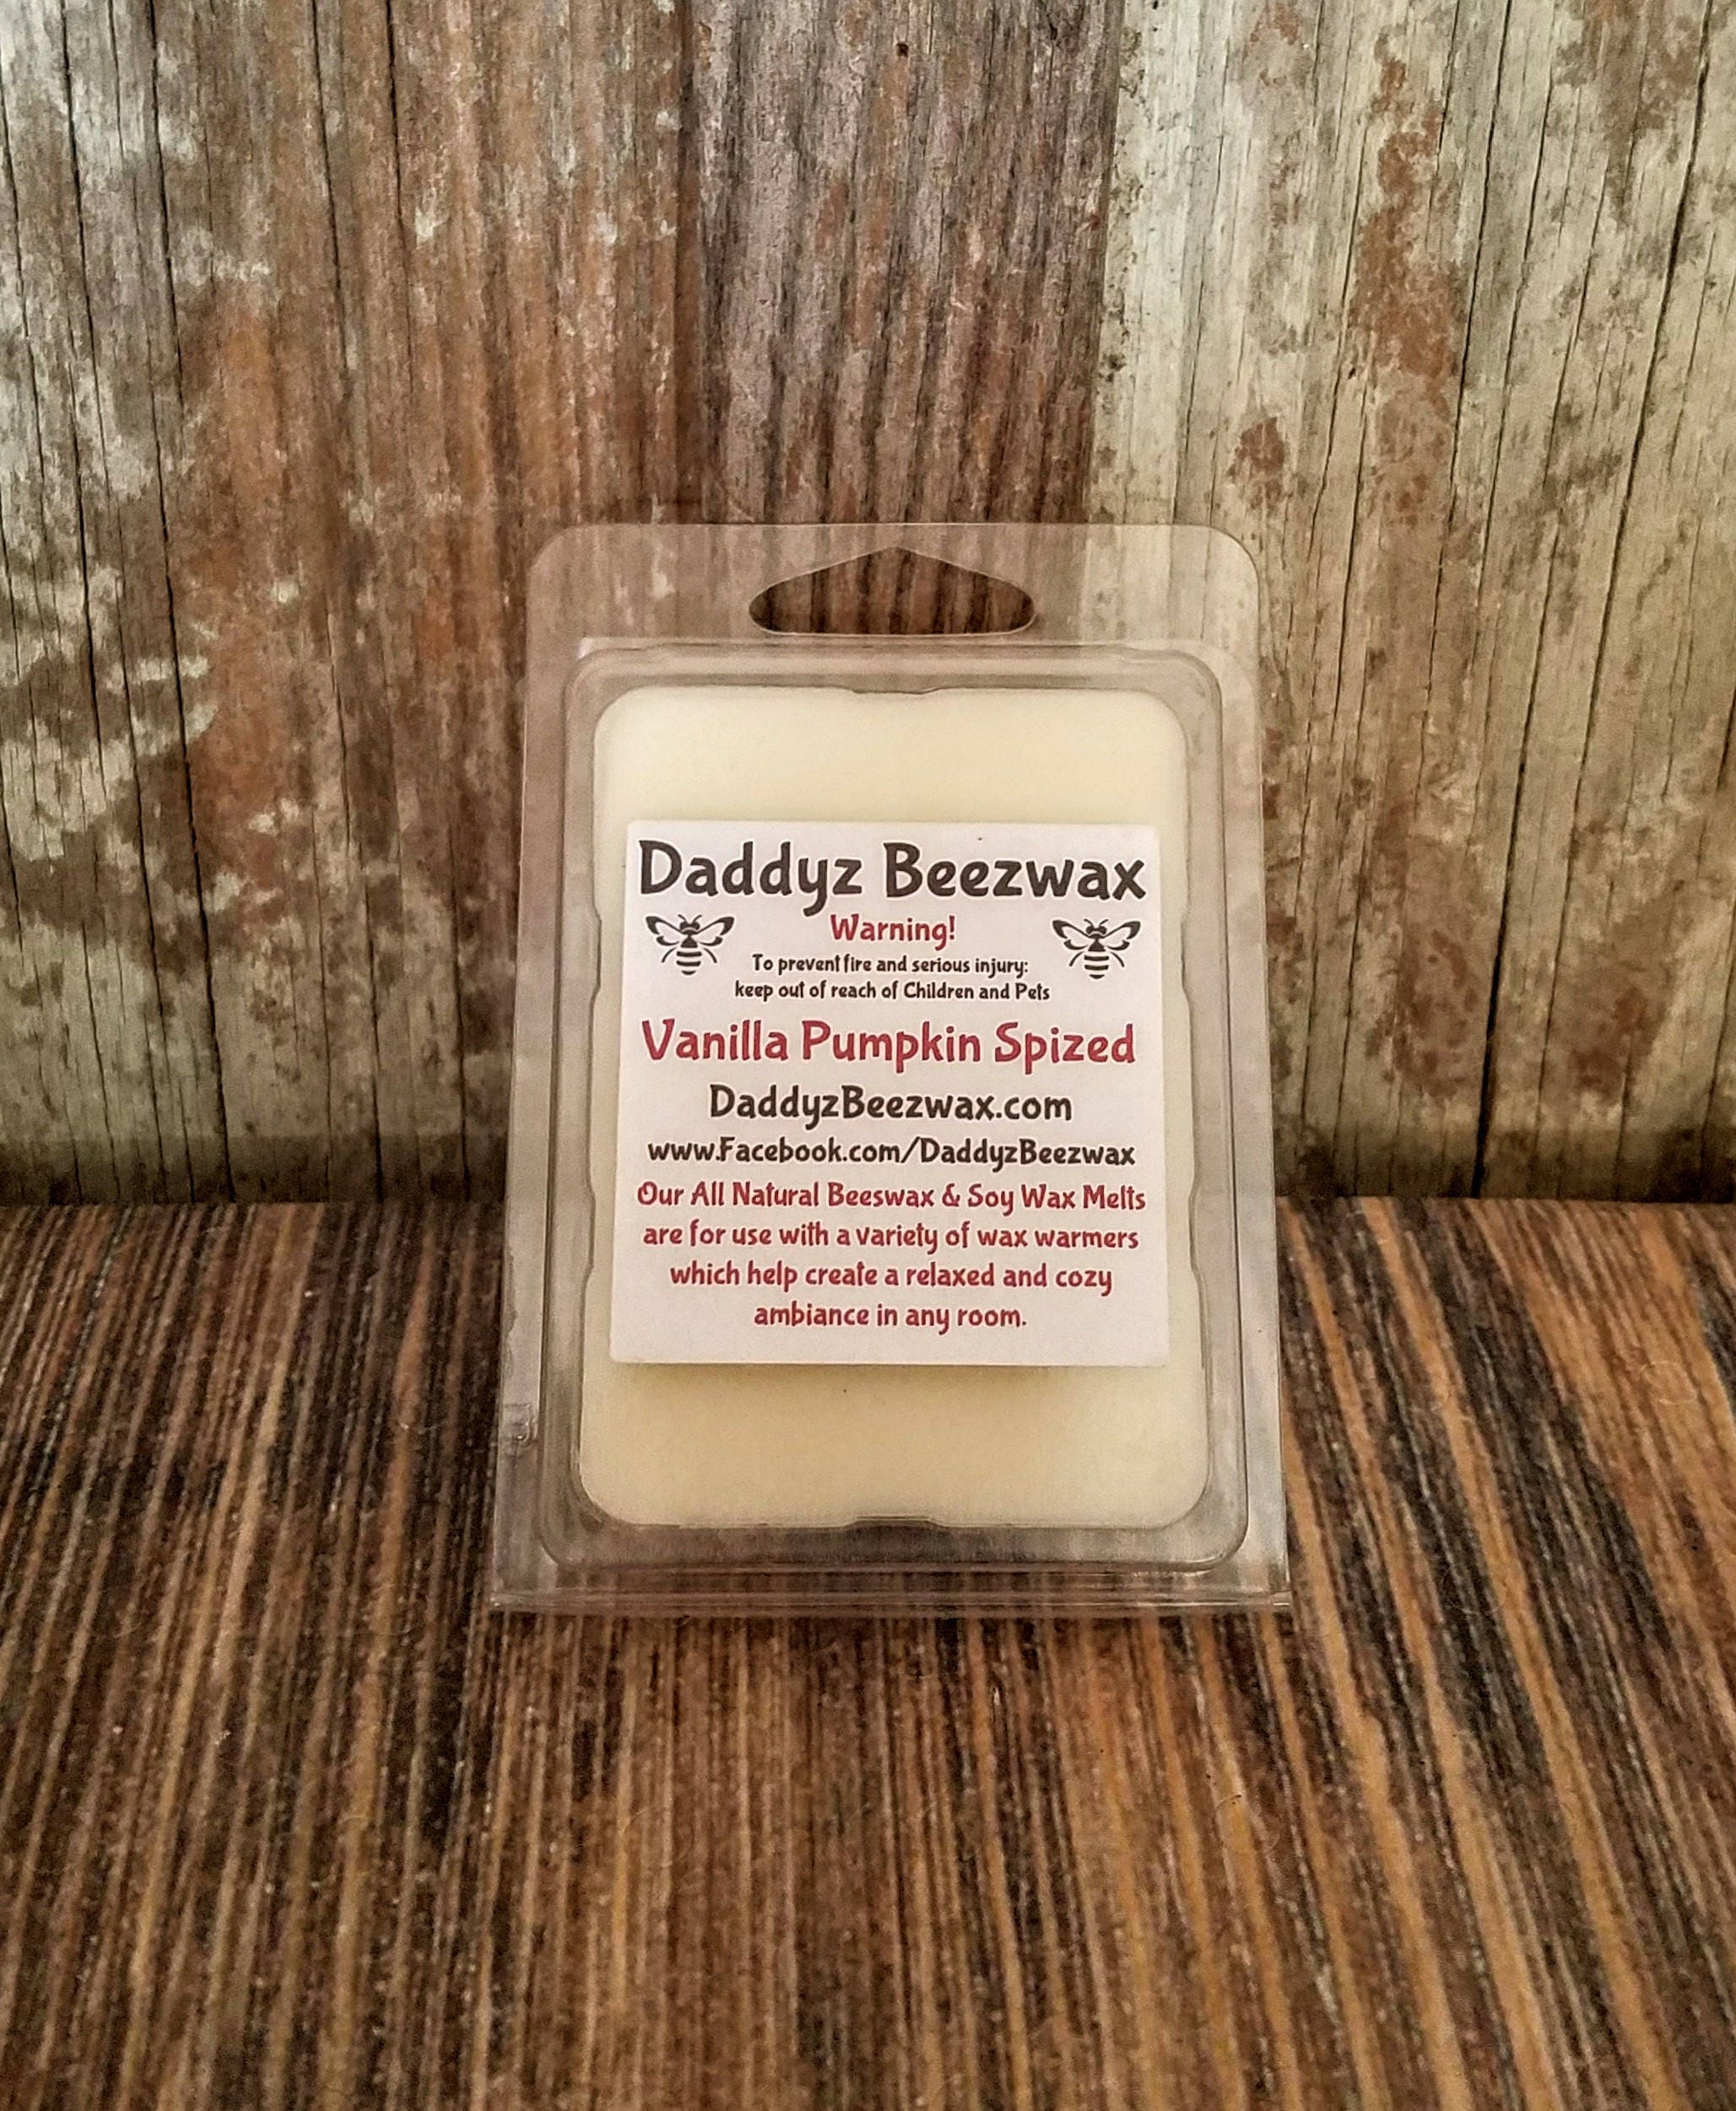 Daddyz Beezwax
Warning!
To prevent fire and serious injury:
keep out of reach of Children and Pets
Vanilla Pumpkin Spized
DaddyzBeezwax.com
www.Facebook.com/DaddyzBeezwax
Our All Natural Beeswax & Soy Wax Melts
are for use with a variety of wax warmers
which help create a relaxed and cozy
ambiance in any room.